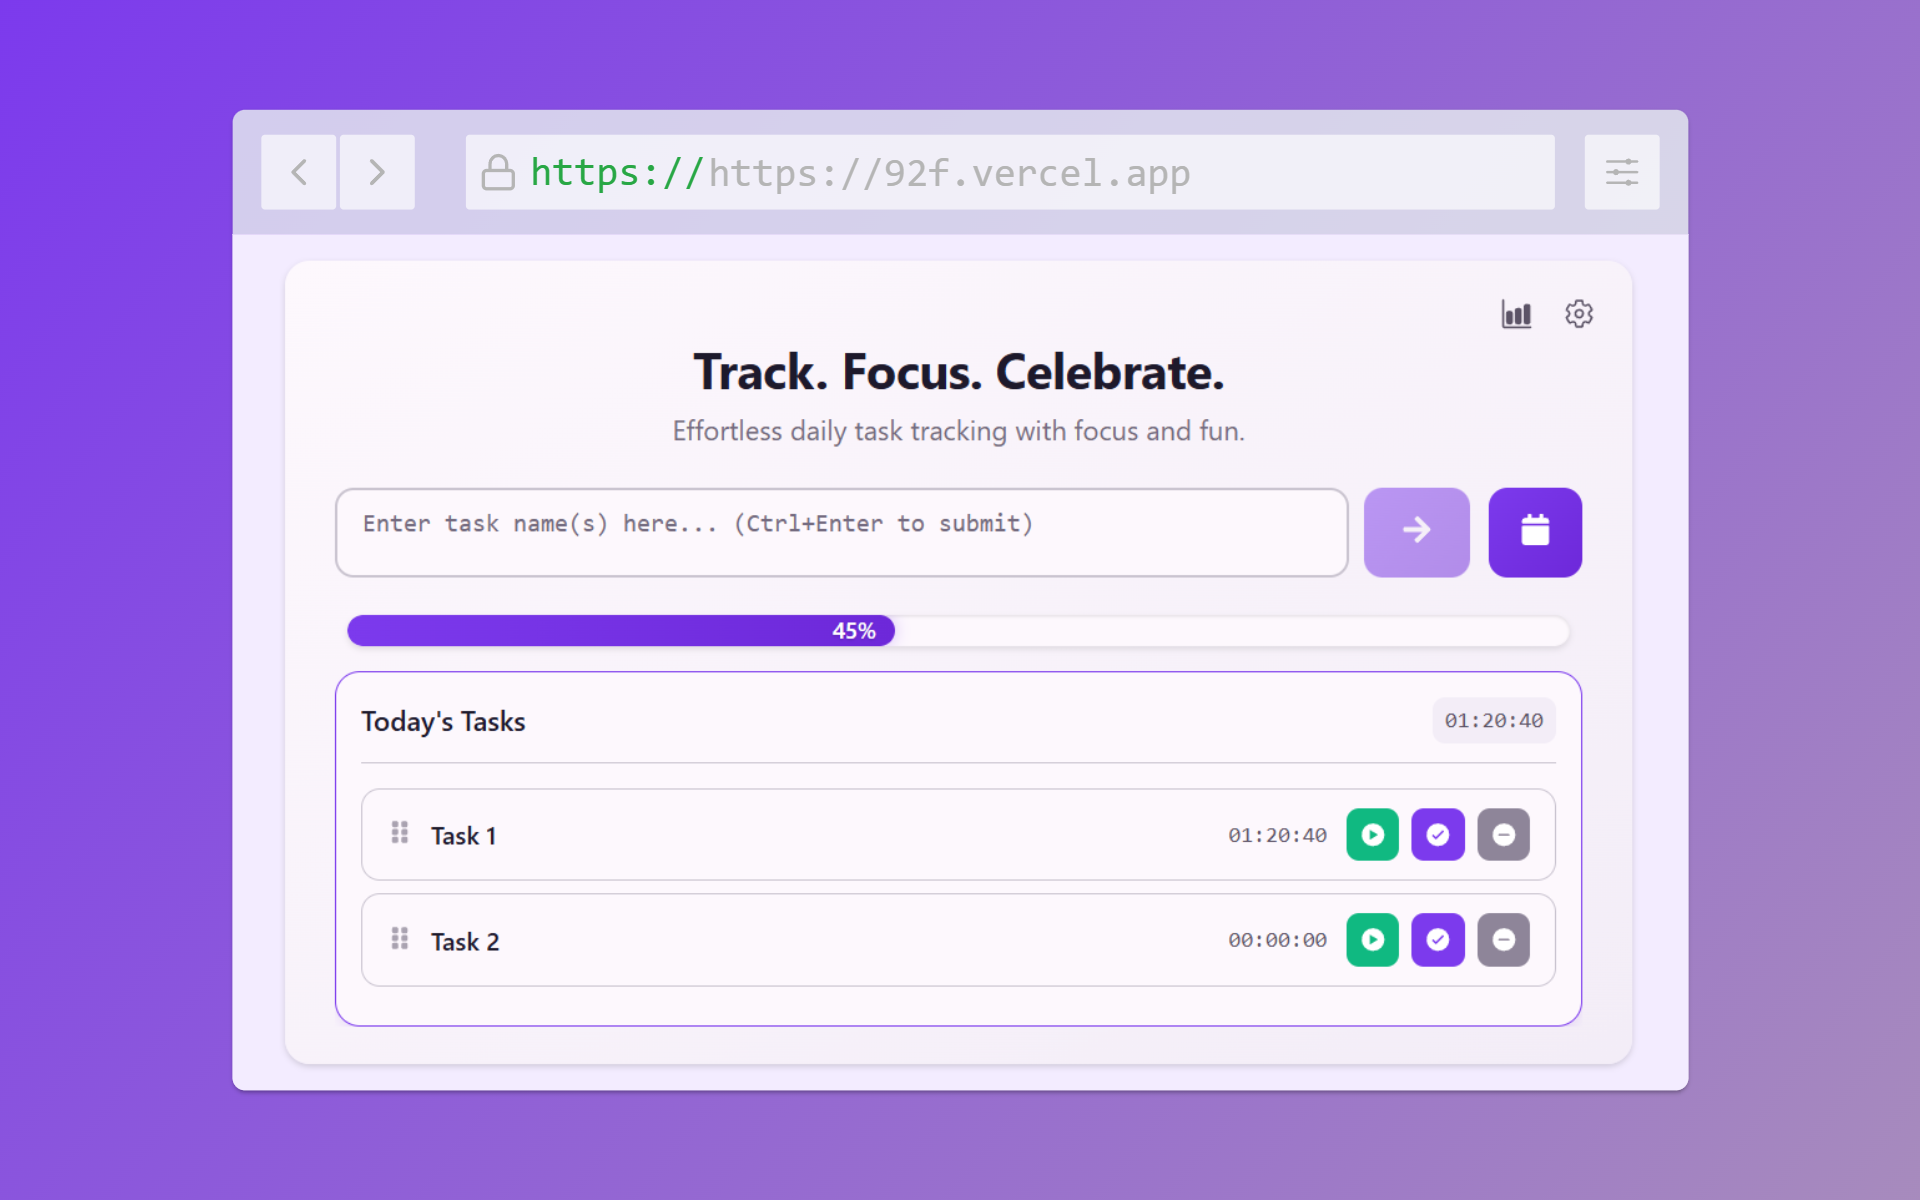 https://https://92f.vercel.app
Track. Focus. Celebrate.
Effortless daily task tracking with focus and fun.
Enter task name(s) here... (Ctrl+Enter to submit)
45%
Today's Tasks 01:20:40
Task 1 01:20:40
Task 2 00:00:00